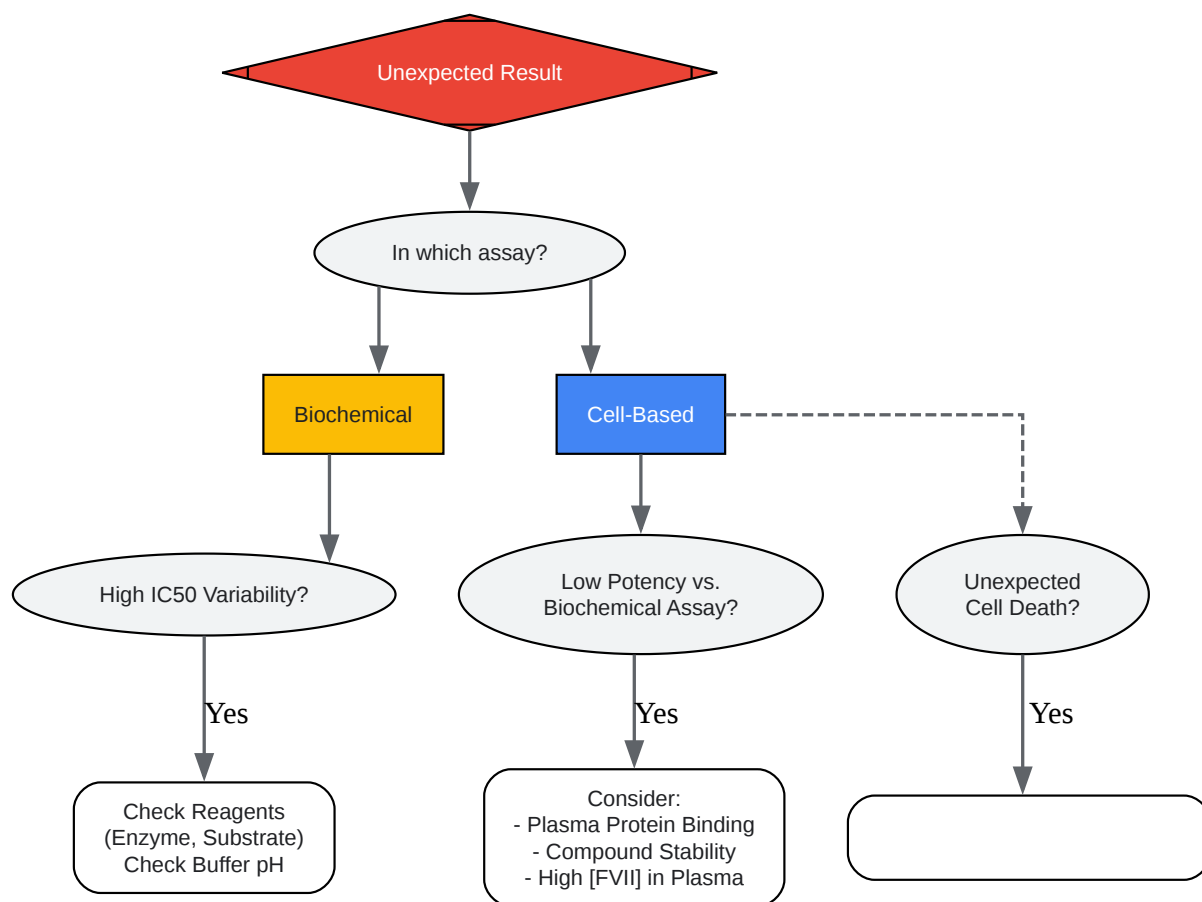 Unexpected Result
In which assay?
Biochemical
Cell-Based
High IC50 Variability?
Low Potency vs.
Biochemical Assay?
Unexpected
Cell Death?
Yes
Yes
Yes
Check Reagents
(Enzyme, Substrate)
Check Buffer pH
Consider:
- Plasma Protein Binding
- Compound Stability
- High [FVII] in Plasma